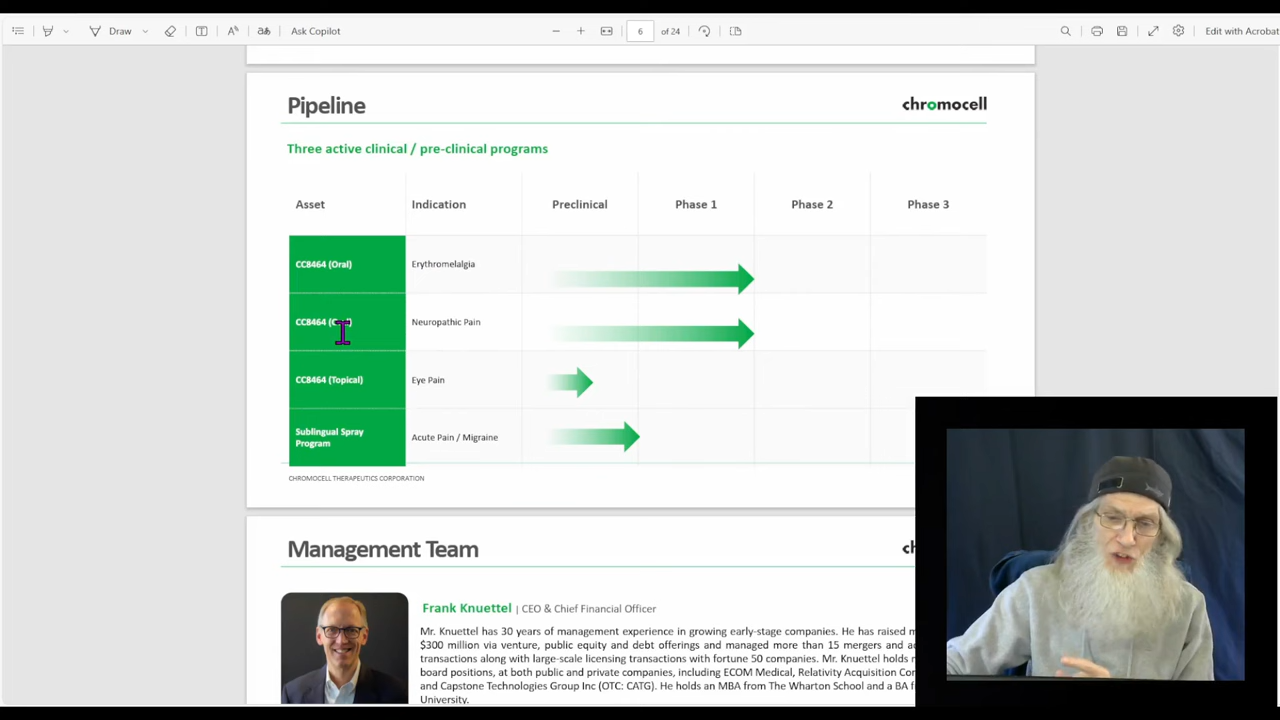 Draw
Ask Copilot
6 of 24
Edit with Acrobat
Pipeline
chromocell
Three active clinical / pre-clinical programs
Asset Indication Preclinical Phase 1 Phase 2 Phase 3
CC8464 (Oral) Erythromelalgia
CC8464 Neuropathic Pain
CC8464 (Topical) Eye Pain
Sublingual Spray
Program
Acute Pain / Migraine
CHROMOCELL THERAPEUTICS CORPORATION
Management Team
ch
Frank Knuettel | CEO & Chief Financial Officer
Mr. Knuettel has 30 years of management experience in growing early-stage companies. He has raised
$300 million via venture, public equity and debt offerings and managed more than 15 mergers and
transactions along with large-scale licensing transactions with fortune 50 companies. Mr. Knuettel holds
board positions, at both public and private companies, including ECOM Medical, Relativity Acquisition
and Capstone Technologies Group Inc (OTC: CATG). He holds an MBA from The Wharton School and a BA
University.